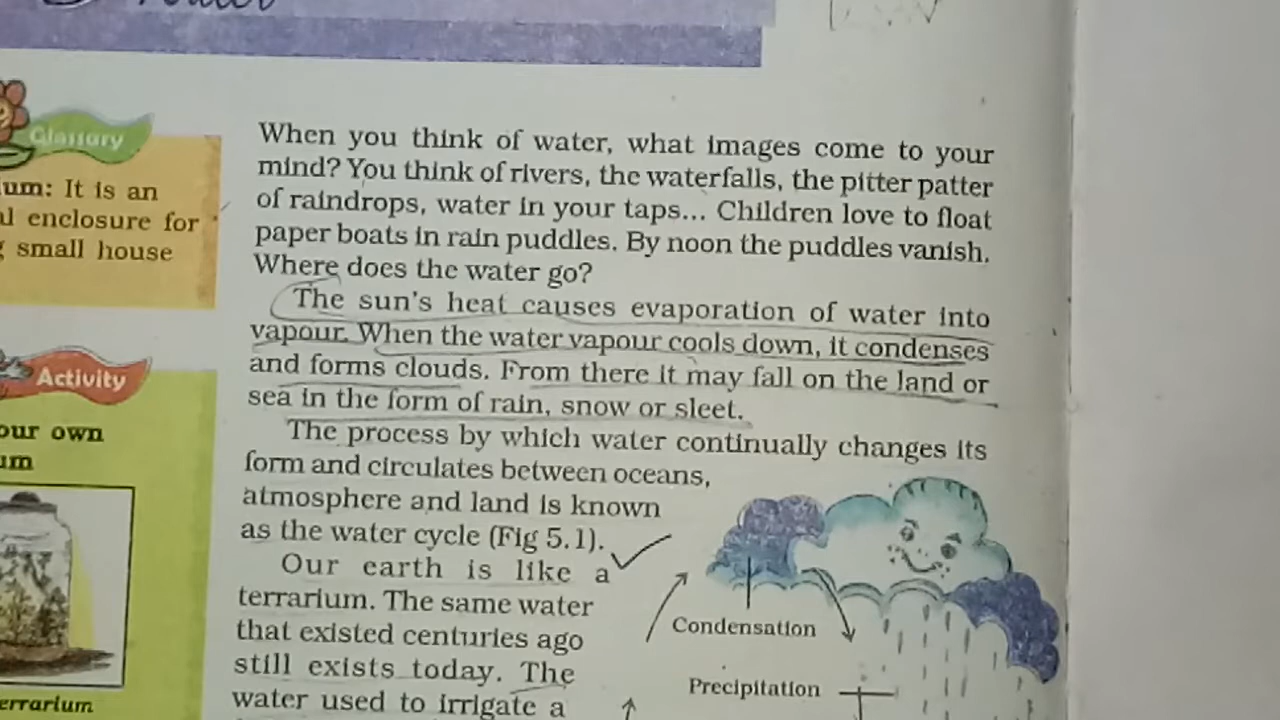 Water
Glossary
um: It is an
al enclosure for
g small house
Activity
our own
um
errarium
When you think of water, what images come to your
mind? You think of rivers, the waterfalls, the pitter patter
of raindrops, water in your taps... Children love to float
paper boats in rain puddles. By noon the puddles vanish.
Where does the water go?
The sun's heat causes evaporation of water into
vapour. When the water vapour cools down, it condenses
and forms clouds. From there it may fall on the land or
sea in the form of rain, snow or sleet.
The process by which water continually changes its
form and circulates between oceans,
atmosphere and land is known
as the water cycle (Fig 5.1).
Our earth is like a
terrarium. The same water
that existed centuries ago
still exists today. The
water used to irrigate a
Condensation
Precipitation